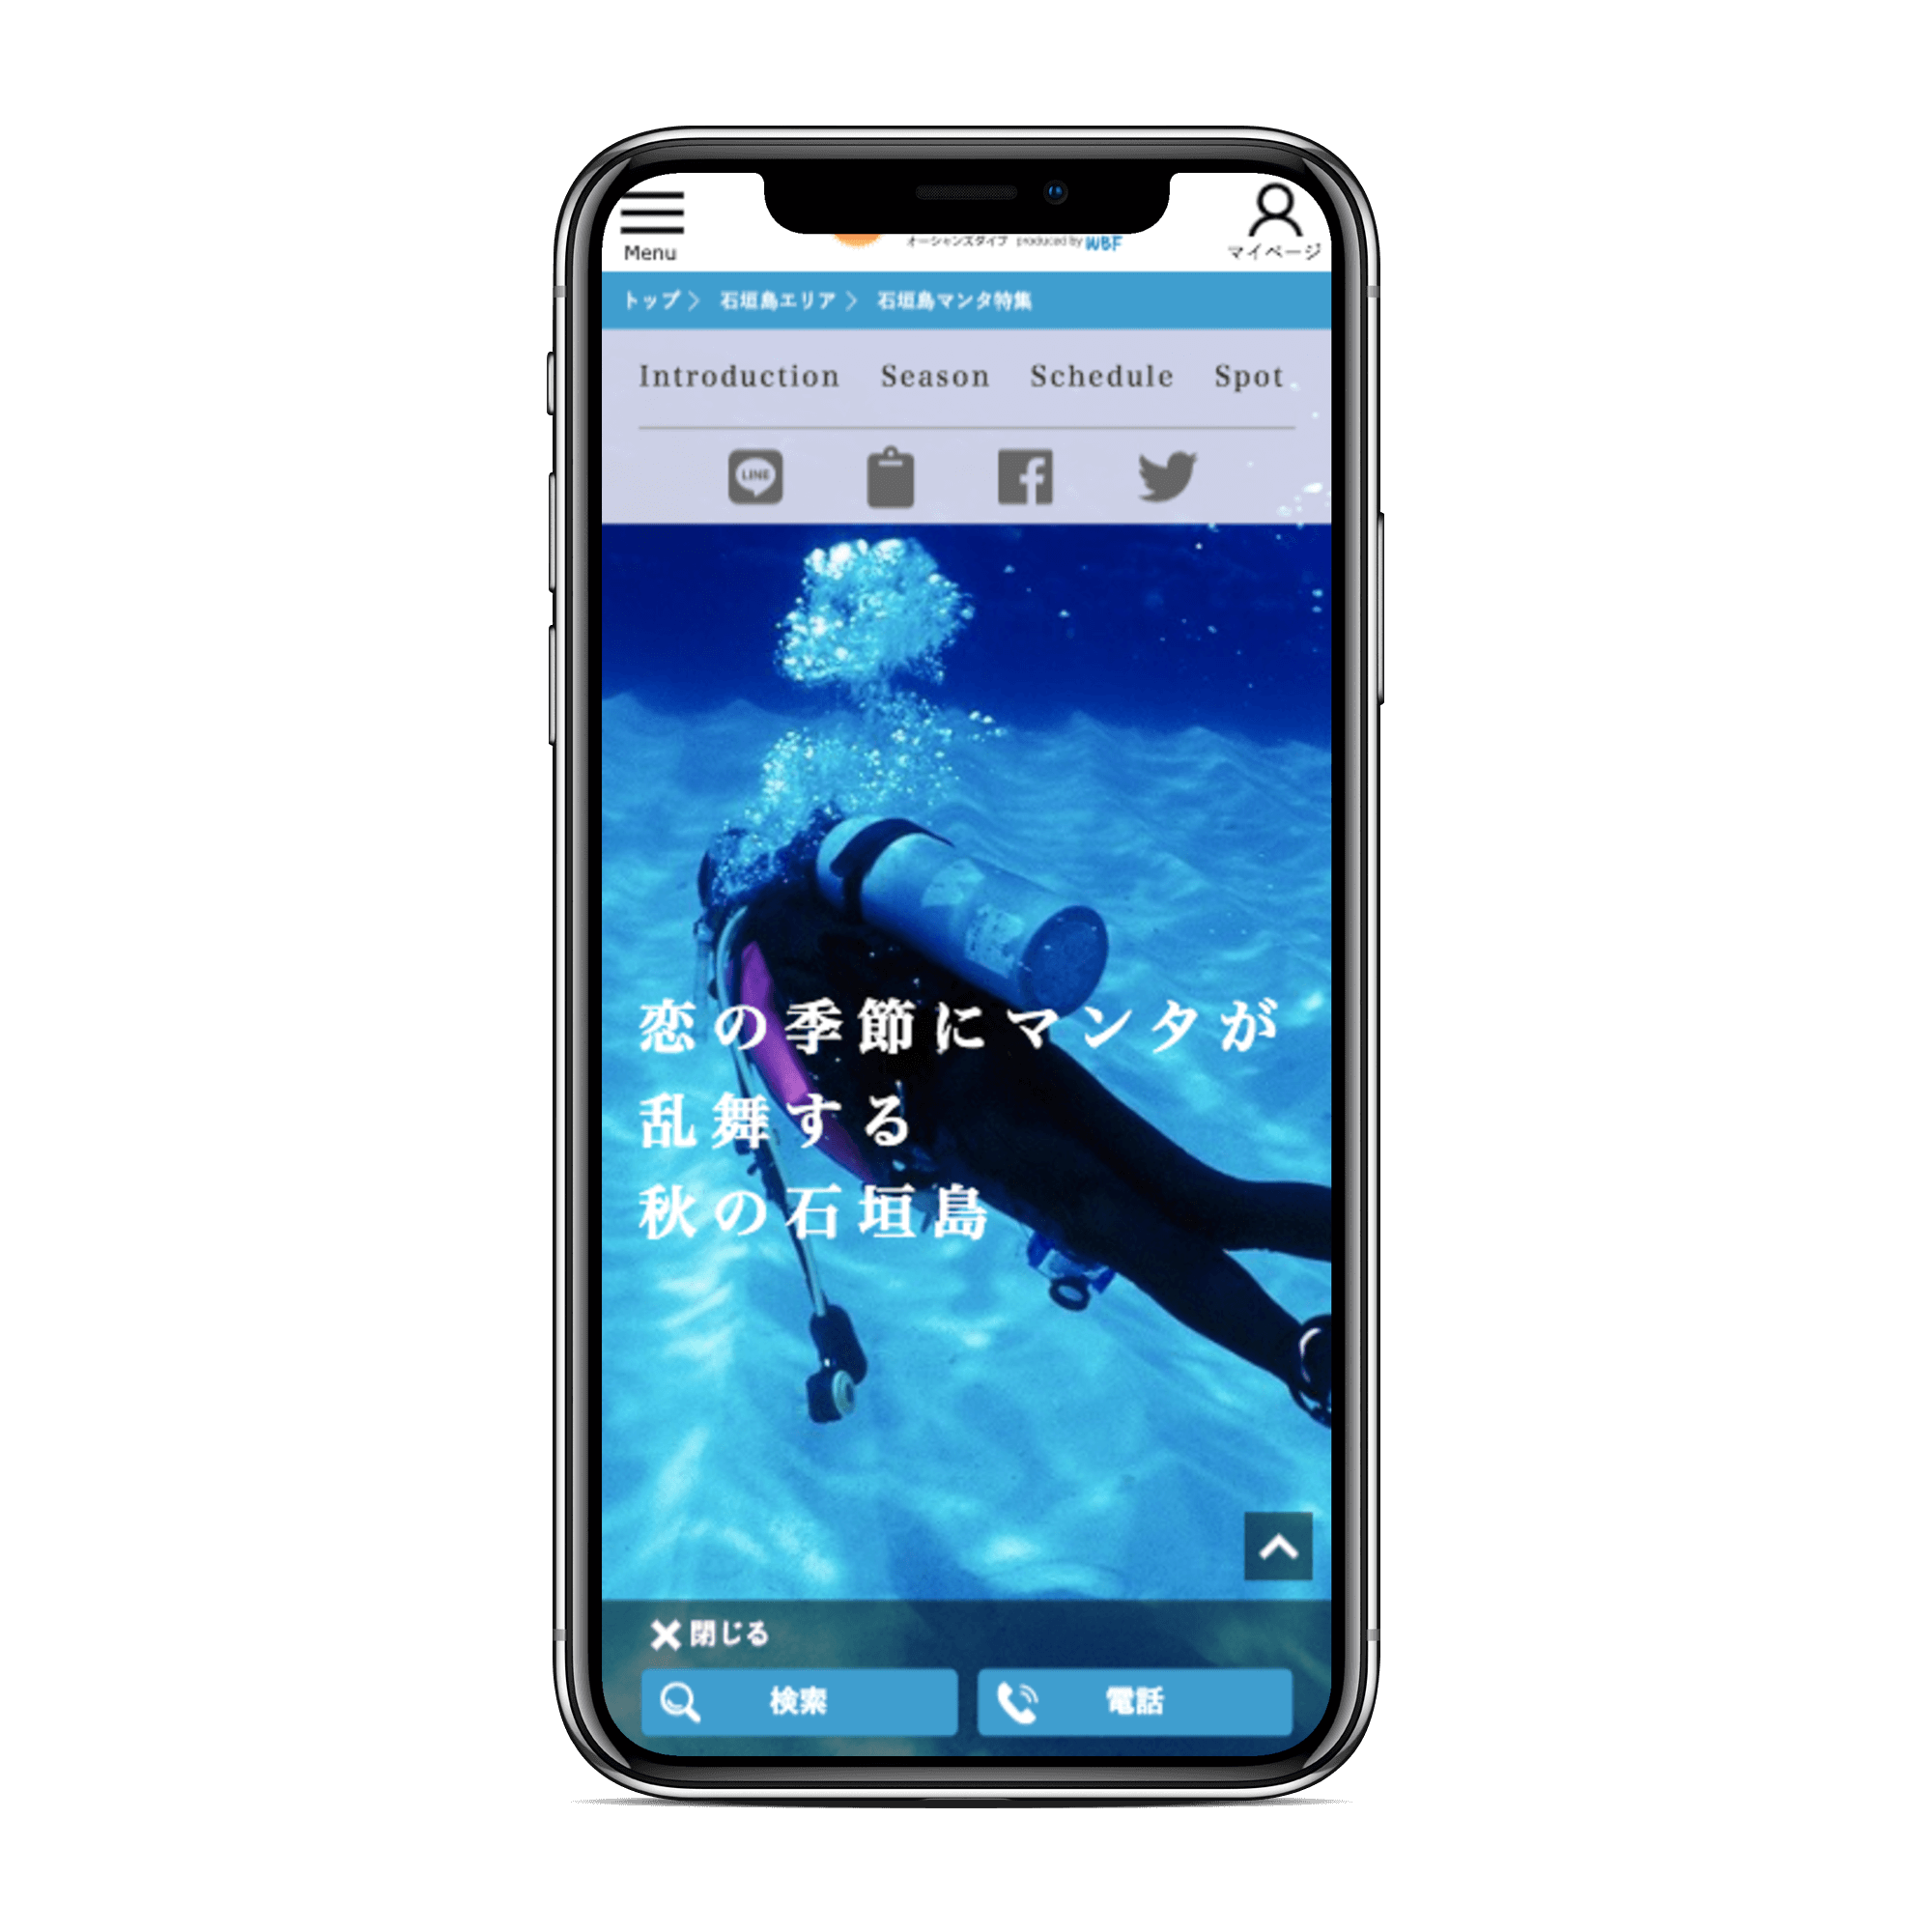 Menu
オーシャンズダイブ produced by WBF
マイページ
トップ 石垣島エリア 石垣島マンタ特集
Introduction Season Schedule Spot
LINE
恋の季節にマンタが
乱舞する
秋の石垣島
閉じる
検索 電話